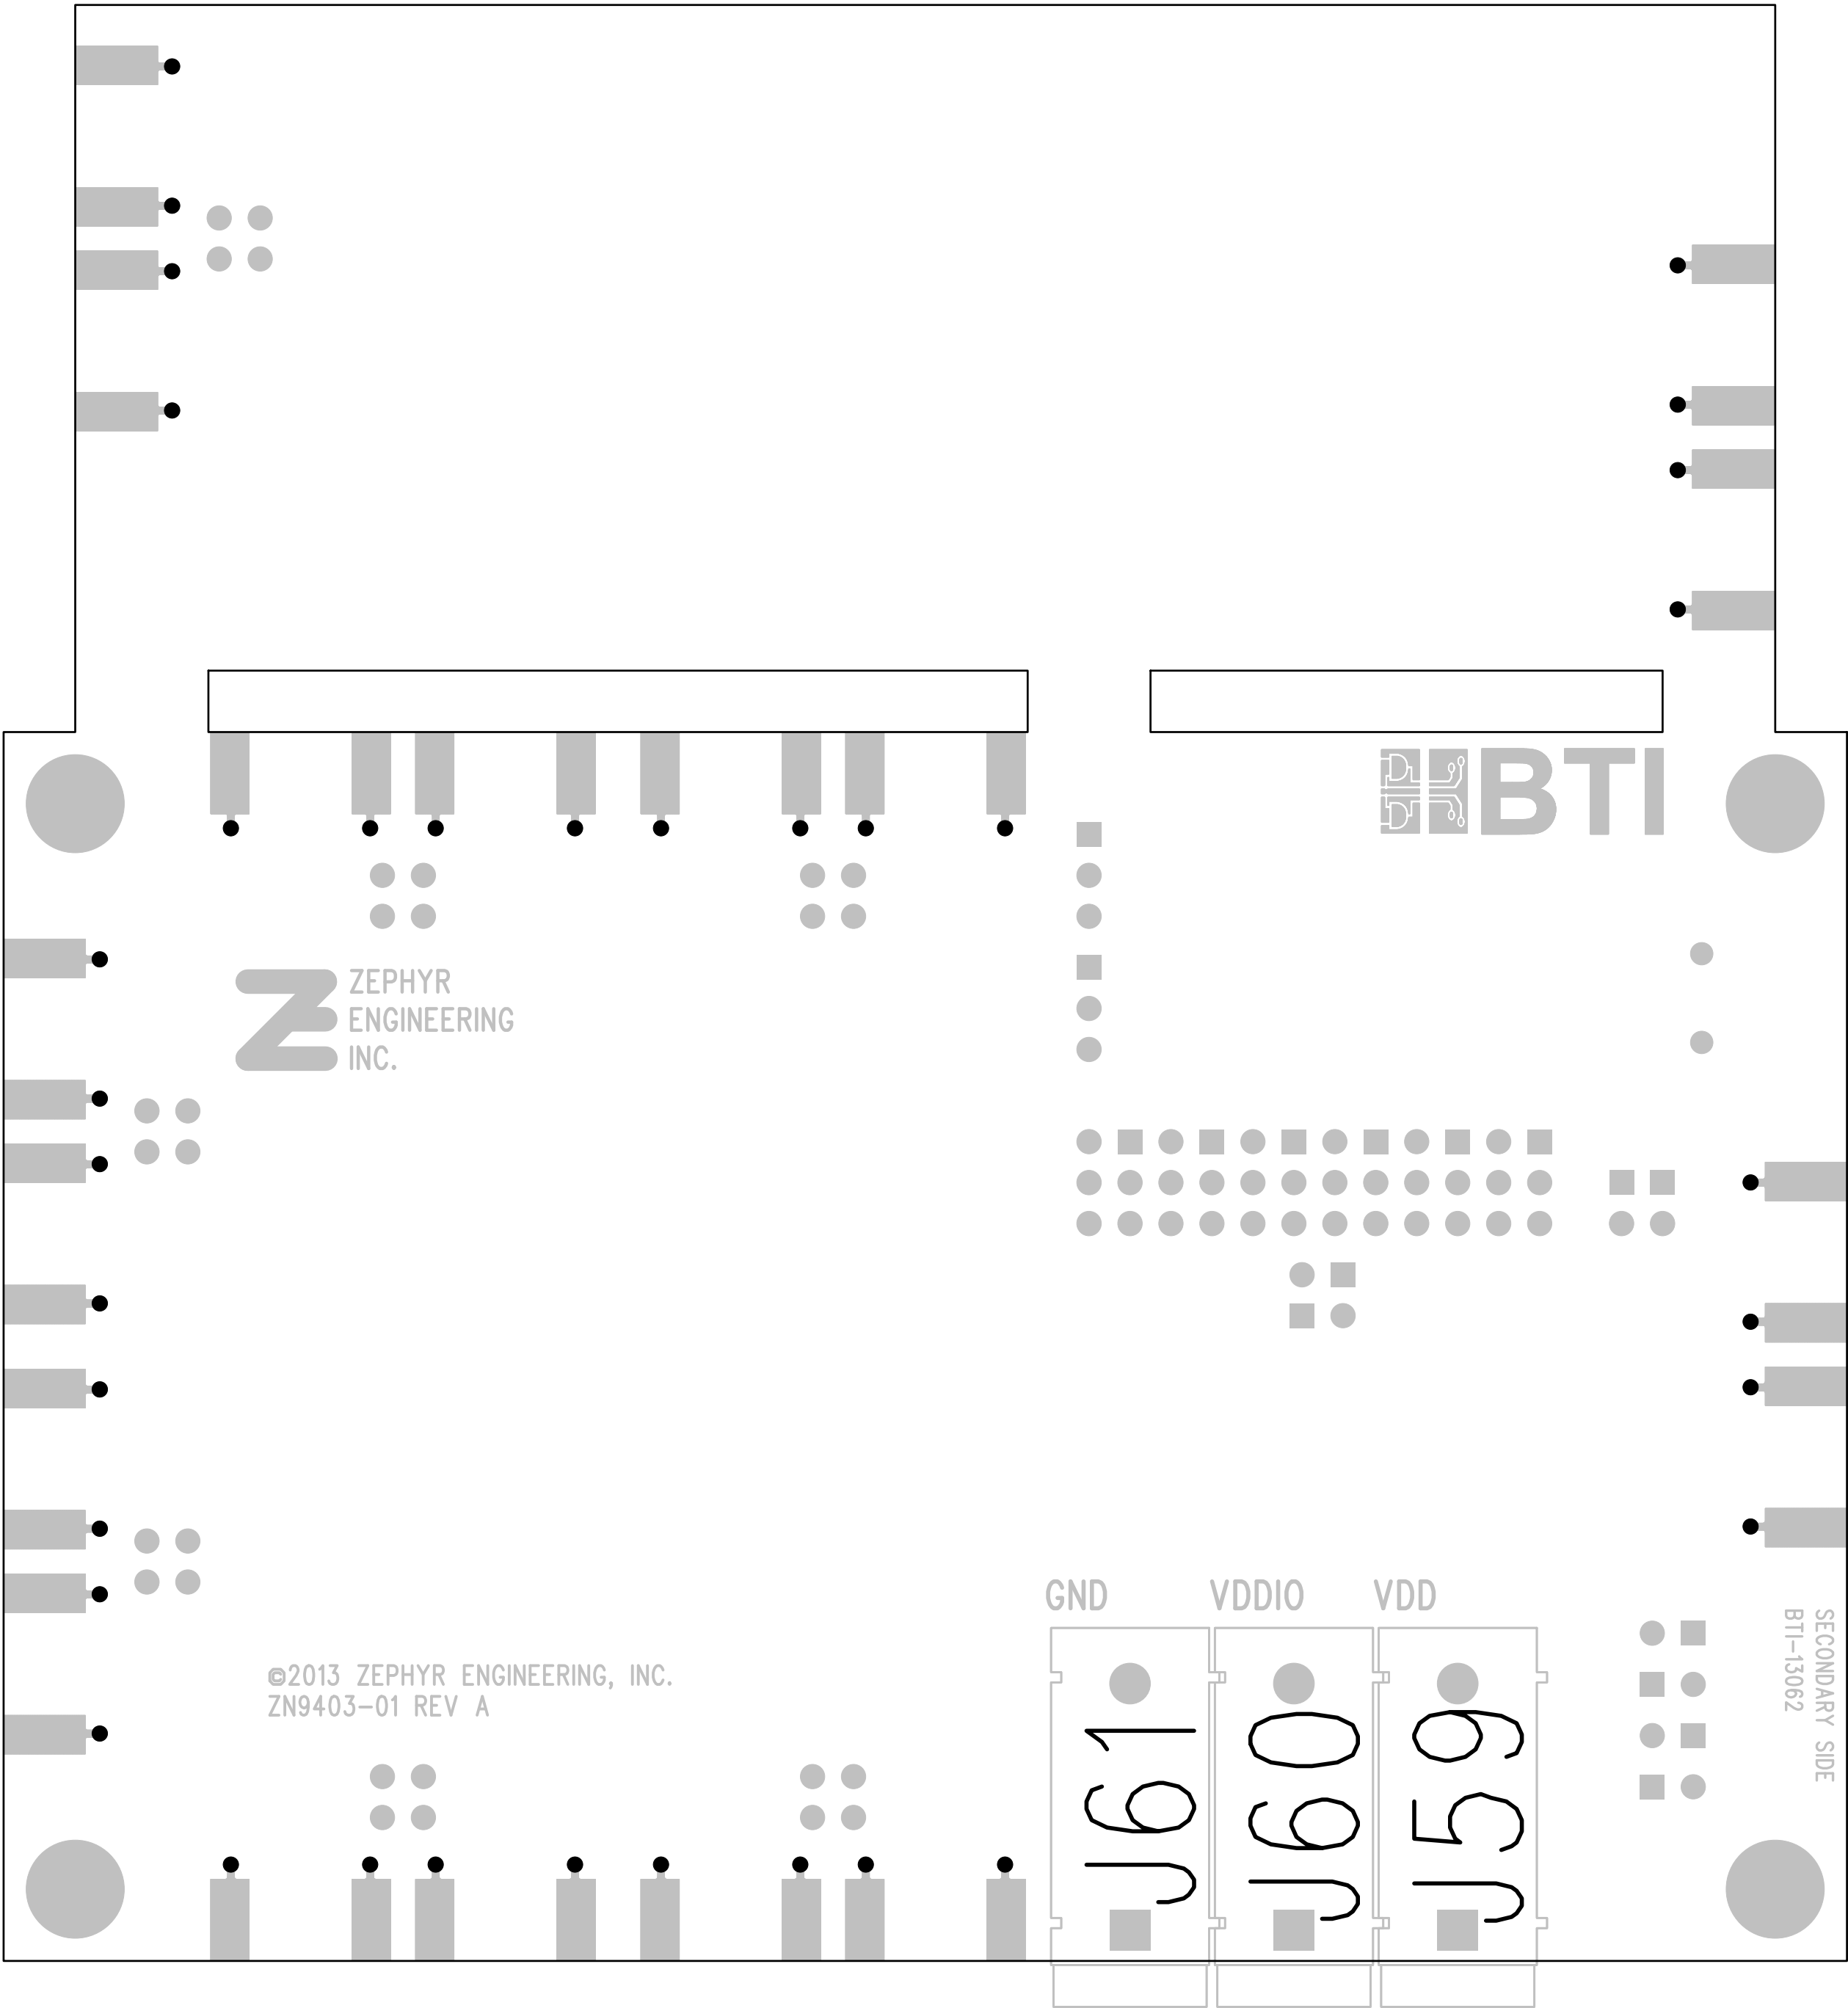 BTI
ZEPHYR
ENGINEERING
INC.
GND
VDDIO
VDD
J61
J60
J59
SECONDARY SIDE
BTI-13062
©2013 ZEPHYR ENGINEERING, INC.
ZN9403-01 REV A